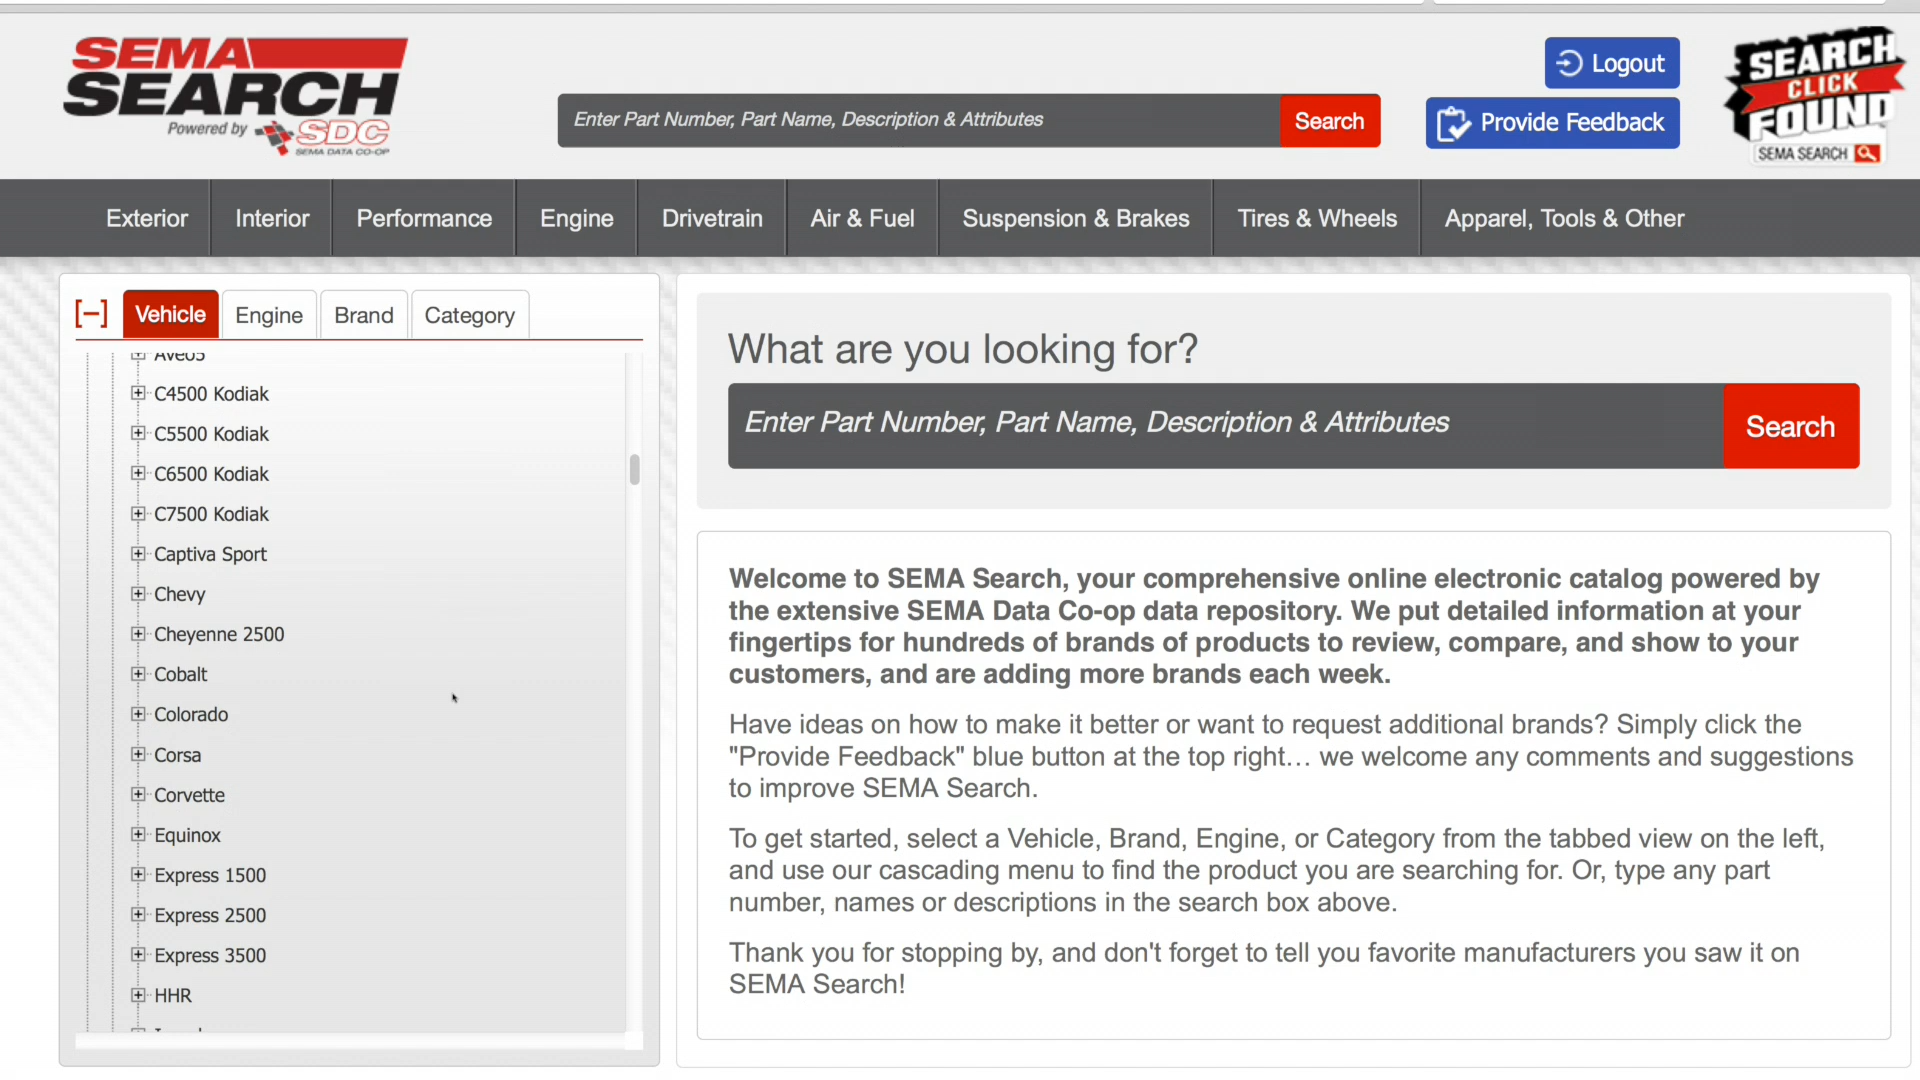 SEMA
SEARCH
Powered by SDC
SEMA DATA CO-OP
Enter Part Number, Part Name, Description & Attributes
Search
Logout
Provide Feedback
SEARCH
CLICK
FOUND
SEMA SEARCH
Exterior
Interior
Performance
Engine
Drivetrain
Air & Fuel
Suspension & Brakes
Tires & Wheels
Apparel, Tools & Other
[−]
Vehicle
Engine
Brand
Category
Aveo5
C4500 Kodiak
C5500 Kodiak
C6500 Kodiak
C7500 Kodiak
Captiva Sport
Chevy
Cheyenne 2500
Cobalt
Colorado
Corsa
Corvette
Equinox
Express 1500
Express 2500
Express 3500
HHR
What are you looking for?
Enter Part Number, Part Name, Description & Attributes
Search
Welcome to SEMA Search, your comprehensive online electronic catalog powered by
the extensive SEMA Data Co-op data repository. We put detailed information at your
fingertips for hundreds of brands of products to review, compare, and show to your
customers, and are adding more brands each week.
Have ideas on how to make it better or want to request additional brands? Simply click the
"Provide Feedback" blue button at the top right… we welcome any comments and suggestions
to improve SEMA Search.
To get started, select a Vehicle, Brand, Engine, or Category from the tabbed view on the left,
and use our cascading menu to find the product you are searching for. Or, type any part
number, names or descriptions in the search box above.
Thank you for stopping by, and don't forget to tell you favorite manufacturers you saw it on
SEMA Search!